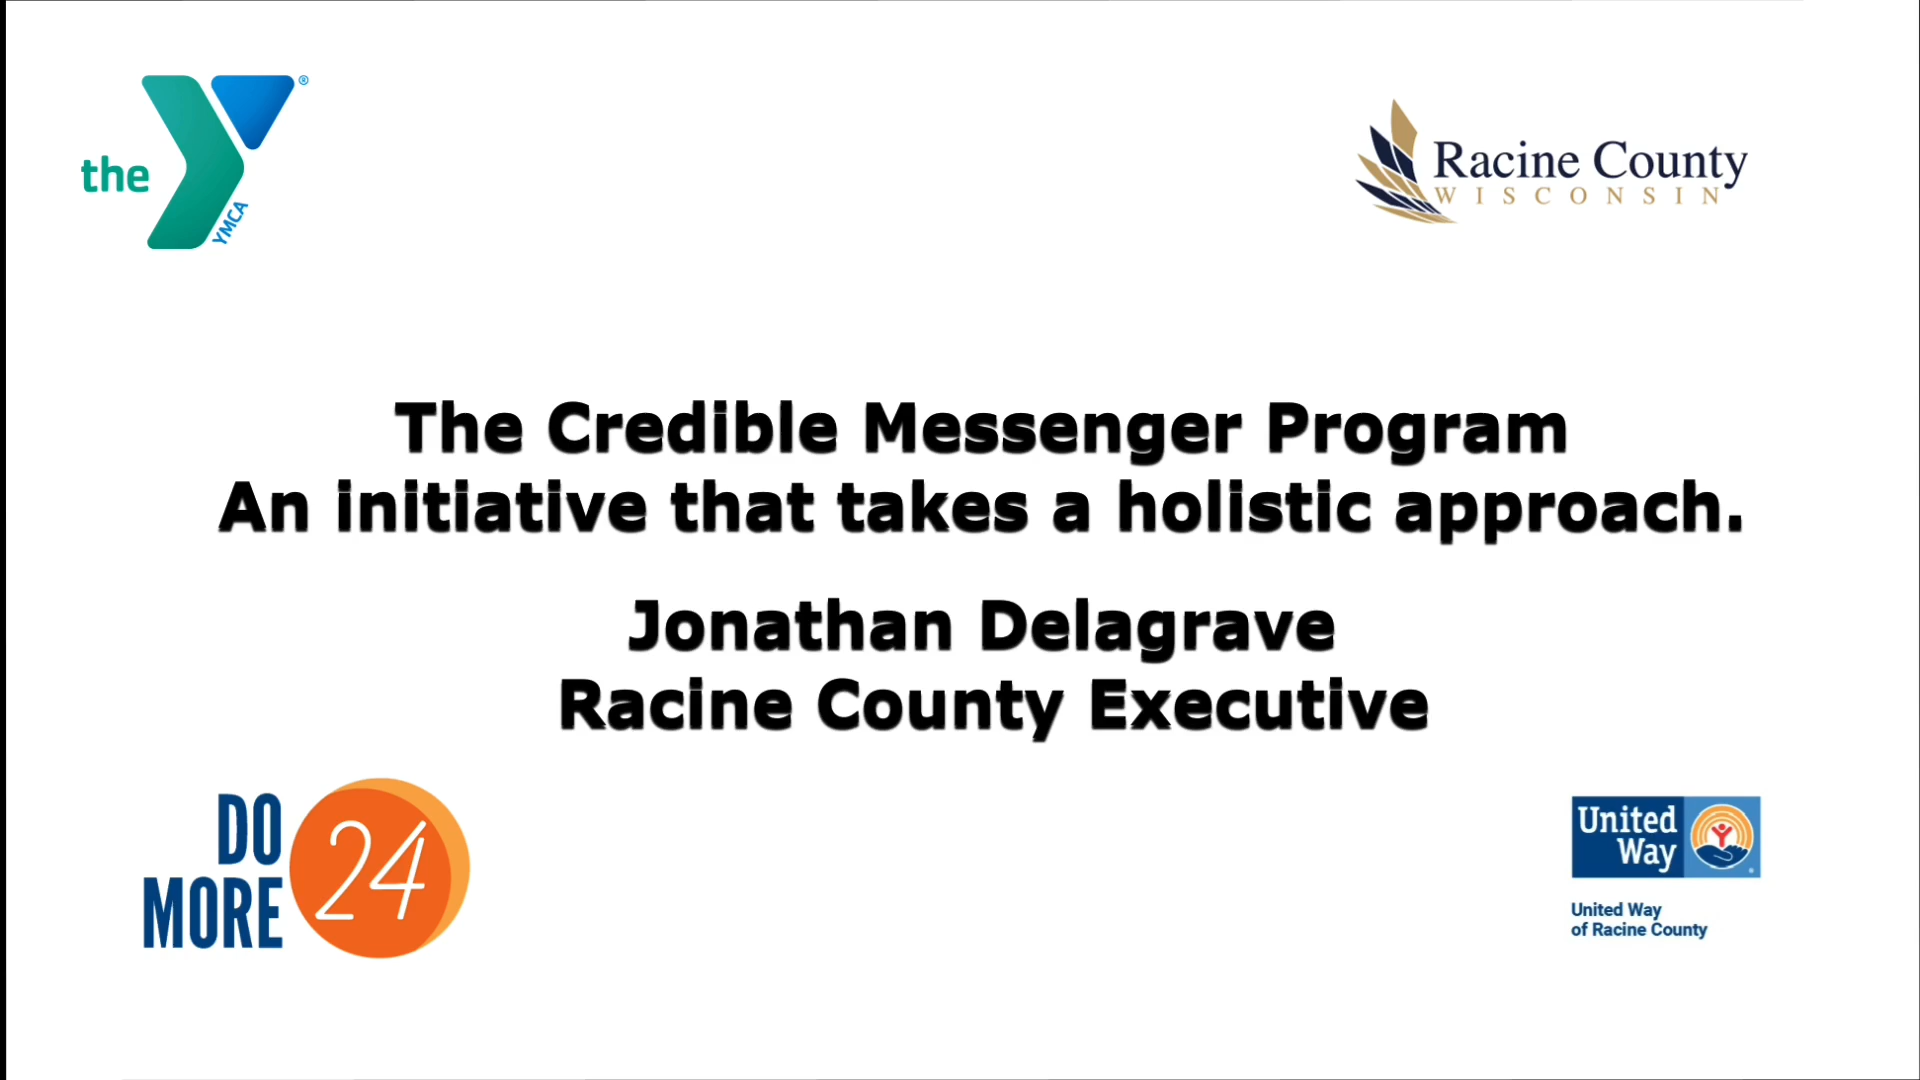 the
YMCA
®
Racine County
WISCONSIN
The Credible Messenger Program
An initiative that takes a holistic approach.
Jonathan Delagrave
Racine County Executive
DO
MORE
24
United
Way
United Way
of Racine County